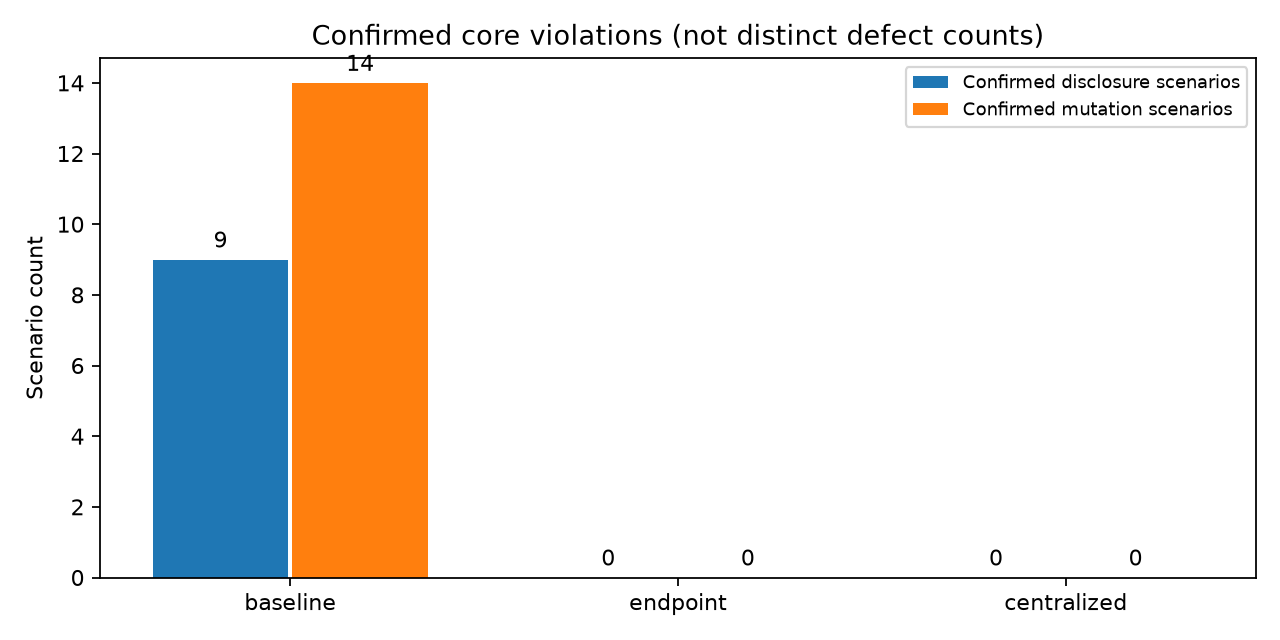 Confirmed core violations (not distinct defect counts)
Confirmed disclosure scenarios
Confirmed mutation scenarios
Scenario count
14
12
10
8
6
4
2
0
9
14
0
0
0
0
baseline
endpoint
centralized